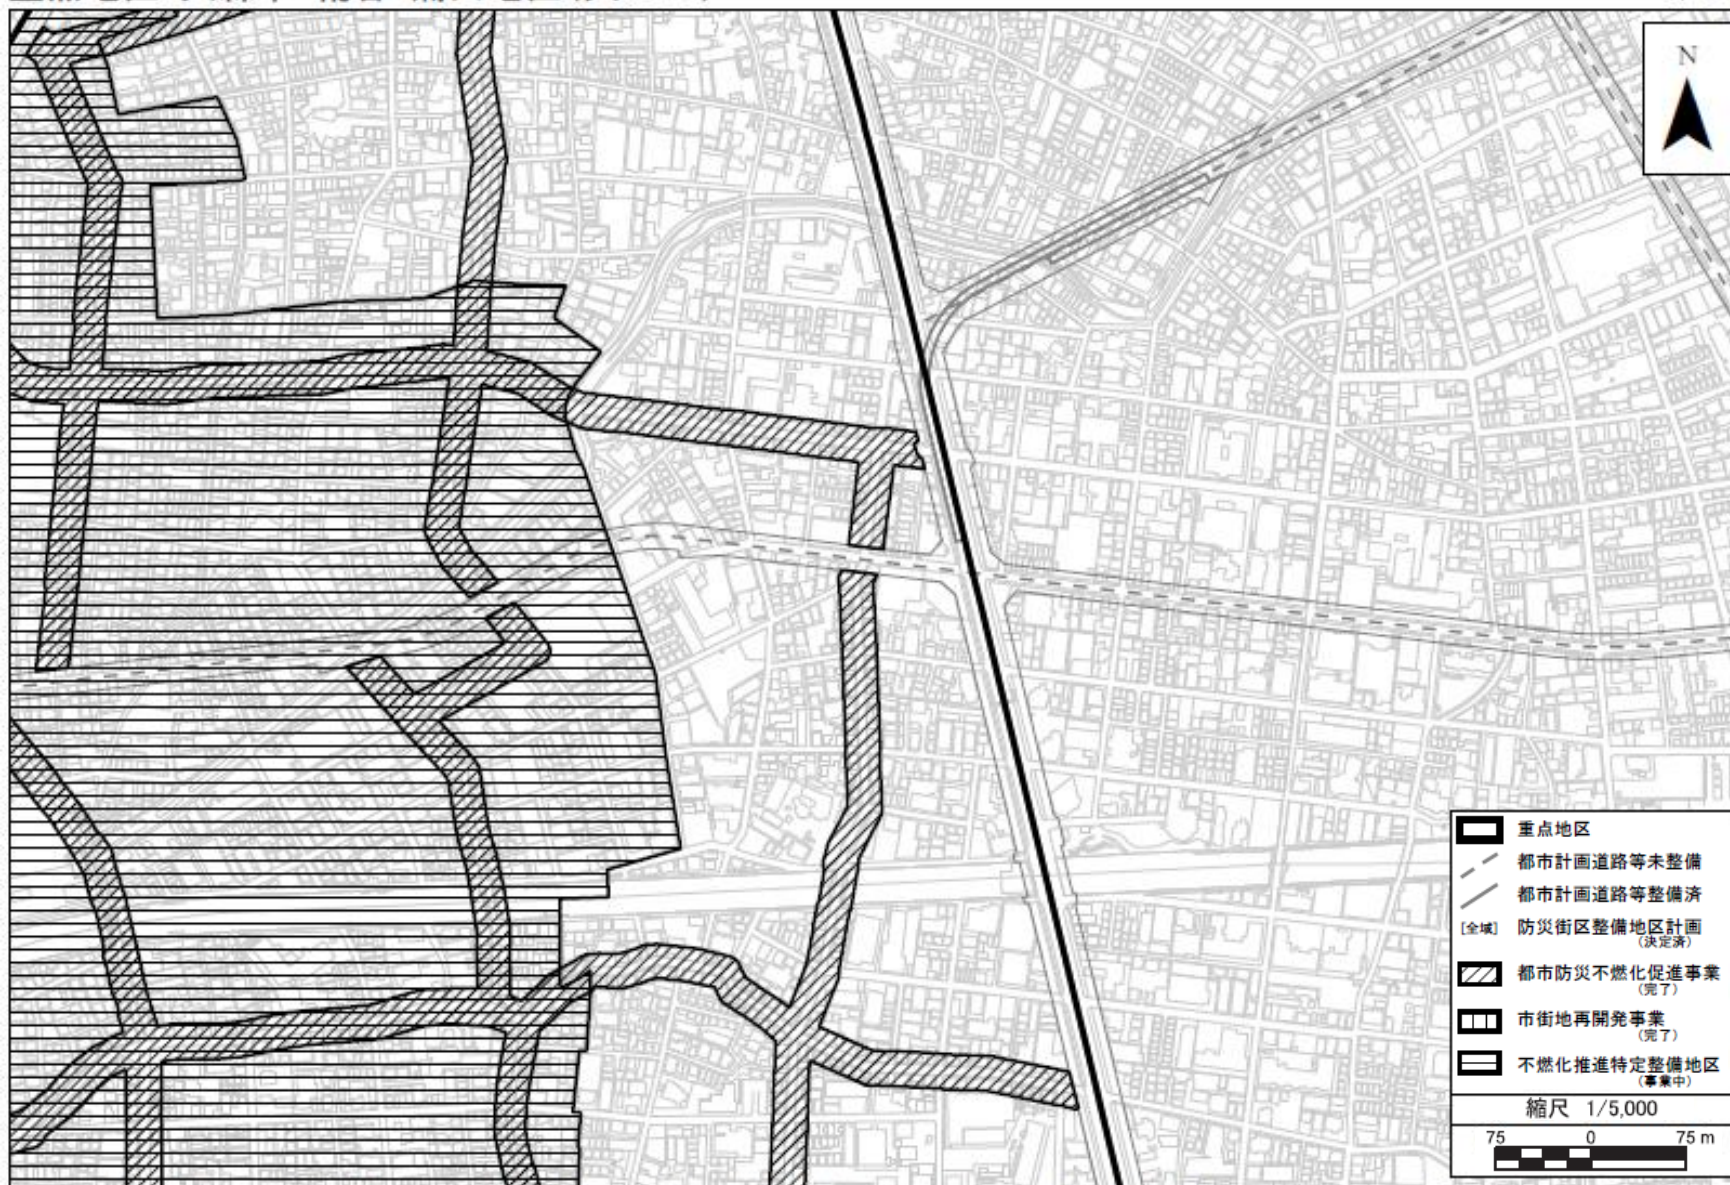 N
重点地区
都市計画道路等未整備
都市計画道路等整備済
[全域] 防災街区整備地区計画
(決定済)
都市防災不燃化促進事業
(完了)
市街地再開発事業
(完了)
不燃化推進特定整備地区
(事業中)
縮尺 1/5,000
75 0 75 m